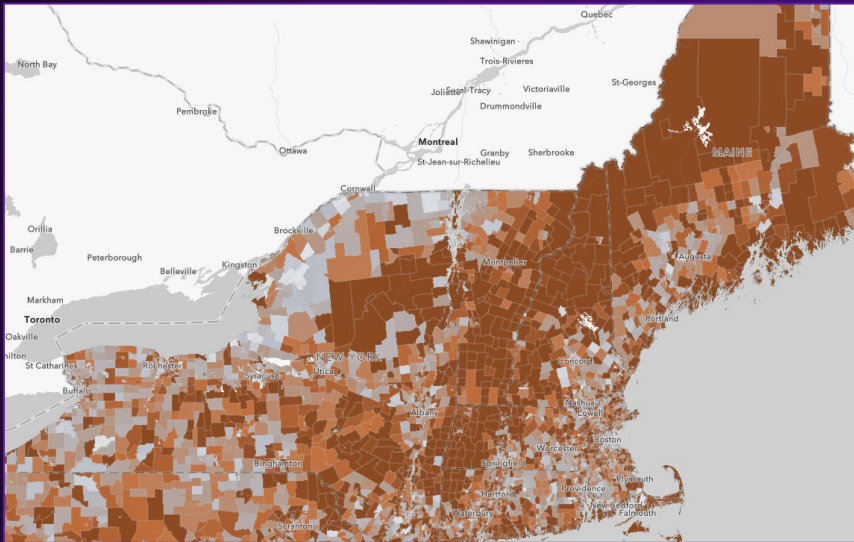 Quebec
Shawinigan
North Bay
Trois-Rivieres
St-Georges
Joliette
Sorel-Tracy
Victoriaville
Drummondville
Pembroke
Montreal
Ottawa
Granby
Sherbrooke
MAINE
St-Jean-sur-Richelieu
Cornwall
Orillia
Brockville
Barrie
Augusta
Peterborough
Kingston
Montpelier
Belleville
Markham
Toronto
Portland
Oakville
NEW YORK
milton
St Catharines
Rochester
Concord
Utica
Syracuse
Buffalo
Nashua
Albany
Lowell
Boston
Worcester
Binghamton
Springfield
Plymouth
Providence
Hartford
New Bedford
Waterbury
Falmouth
Scranton